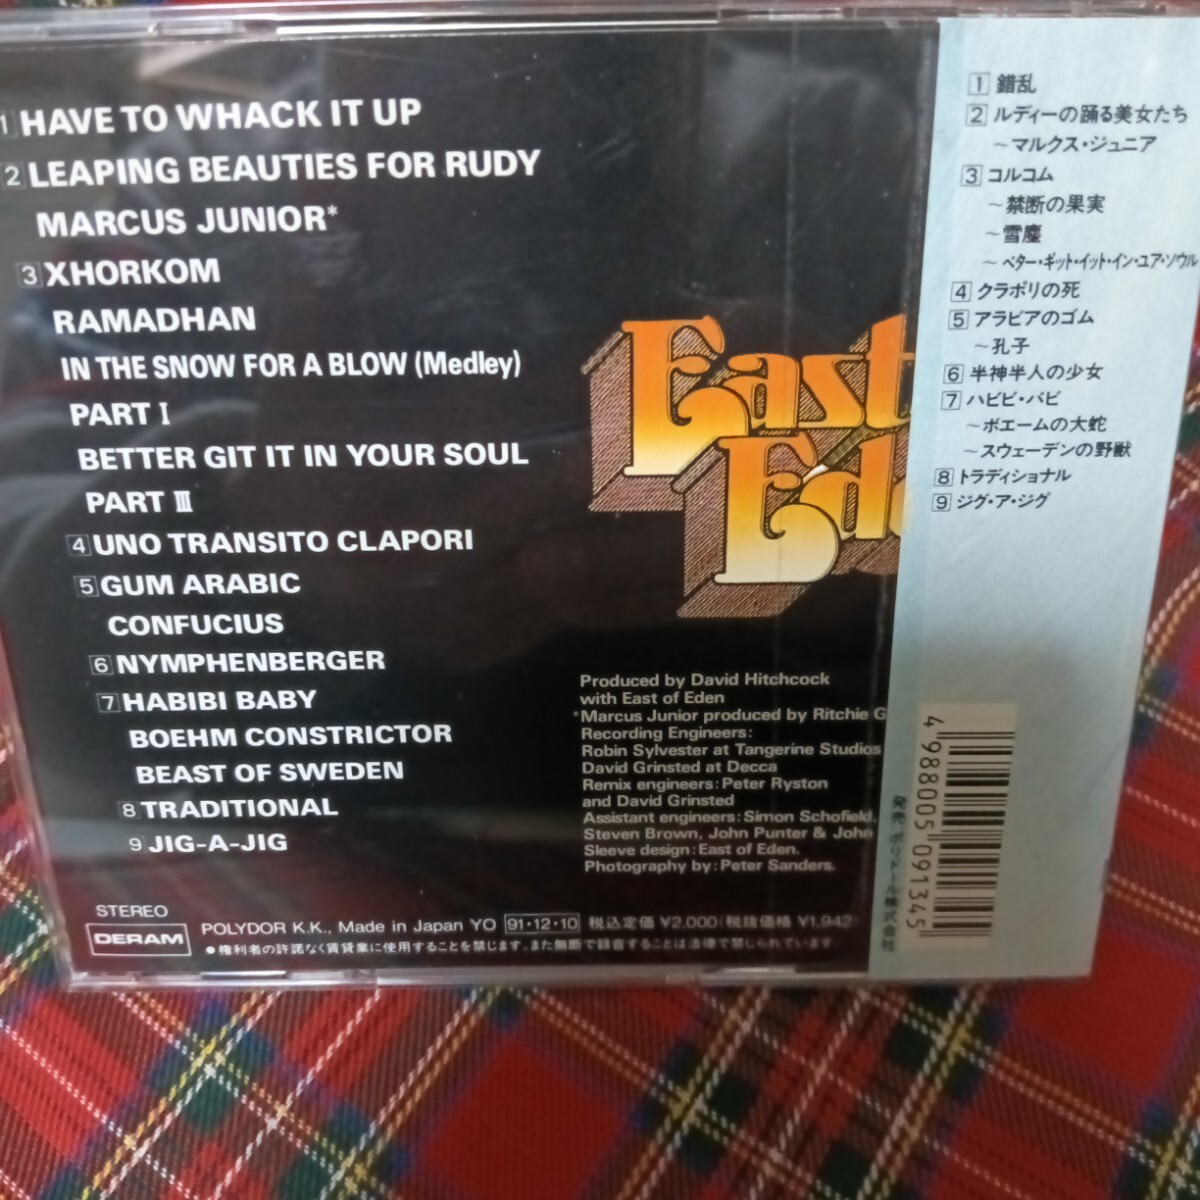 1 HAVE TO WHACK IT UP
2 LEAPING BEAUTIES FOR RUDY
MARCUS JUNIOR*
3 XHORKOM
RAMADHAN
IN THE SNOW FOR A BLOW (Medley)
PART I
BETTER GIT IT IN YOUR SOUL
PART III
4 UNO TRANSITO CLAPORI
5 GUM ARABIC
CONFUCIUS
6 NYMPHENBERGER
7 HABIBI BABY
BOEHM CONSTRICTOR
BEAST OF SWEDEN
8 TRADITIONAL
9 JIG-A-JIG
East
Ede
Produced by David Hitchcock
with East of Eden
*Marcus Junior produced by Ritchie G
Recording Engineers:
Robin Sylvester at Tangerine Studios
David Grinsted at Decca
Remix engineers: Peter Ryston
and David Grinsted
Assistant engineers: Simon Schofield,
Steven Brown, John Punter & John
Sleeve design: East of Eden.
Photography by: Peter Sanders.
STEREO
DERAM
POLYDOR K.K., Made in Japan YO 91・12・10 税込定価 ¥2,000(税抜価格 ¥1,942)
●権利者の許諾なく賃貸業に使用することを禁じます。また無断で録音することは法律で禁じられています。
1 錯乱
2 ルディーの踊る美女たち
～マルクス・ジュニア
3 コルコム
～禁断の果実
～雪塵
～ベター・ギット・イット・イン・ユア・ソウル
4 クラポリの死
5 アラビアのゴム
～孔子
6 半神半人の少女
7 ハビビ・バビ
～ボエームの大蛇
～スウェーデンの野獣
8 トラディショナル
9 ジグ・ア・ジグ
4 988005 091345
発売・ポリドール株式会社